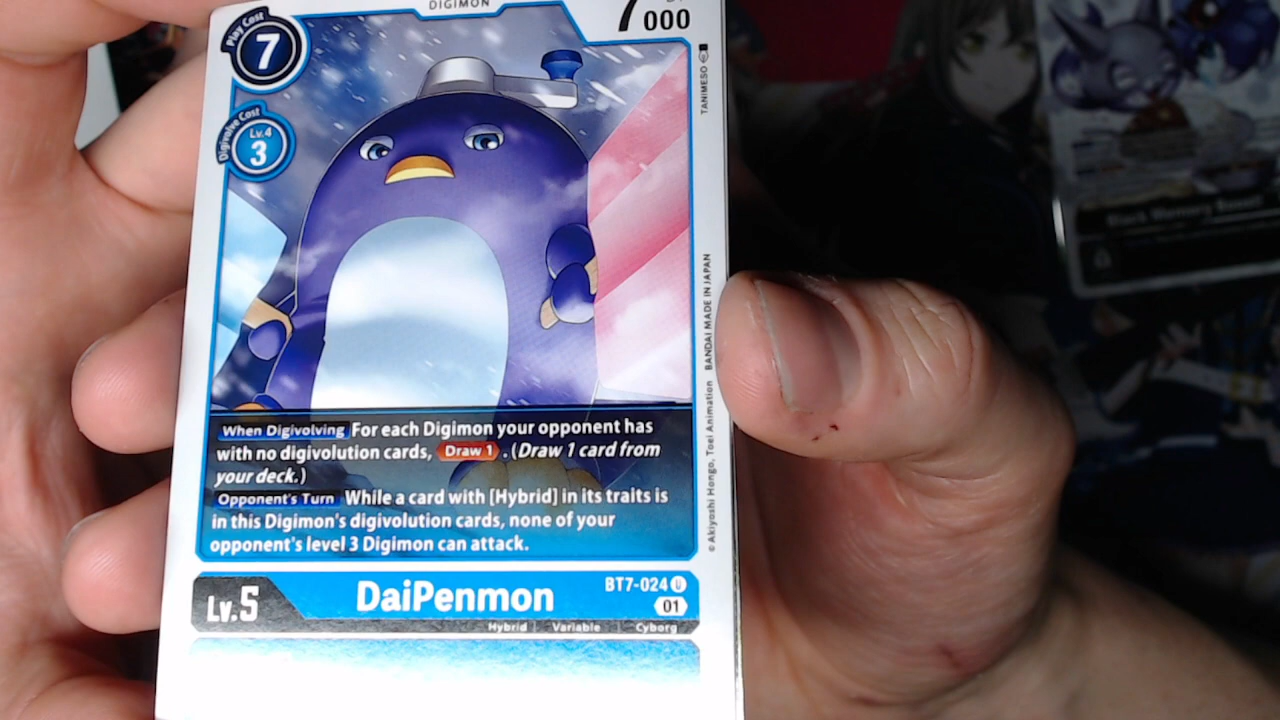 DIGIMON
Play Cost
7
7000
Digivolve Cost
Lv.4
3
TANIMESO
When Digivolving For each Digimon your opponent has
with no digivolution cards, Draw 1. (Draw 1 card from
your deck.)
Opponent's Turn While a card with [Hybrid] in its traits is
in this Digimon's digivolution cards, none of your
opponent's level 3 Digimon can attack.
© Akiyoshi Hongo, Toei Animation BANDAI MADE IN JAPAN
Lv.5
DaiPenmon
BT7-024 U
01
Hybrid Variable Cyborg
Black Memory Boost!